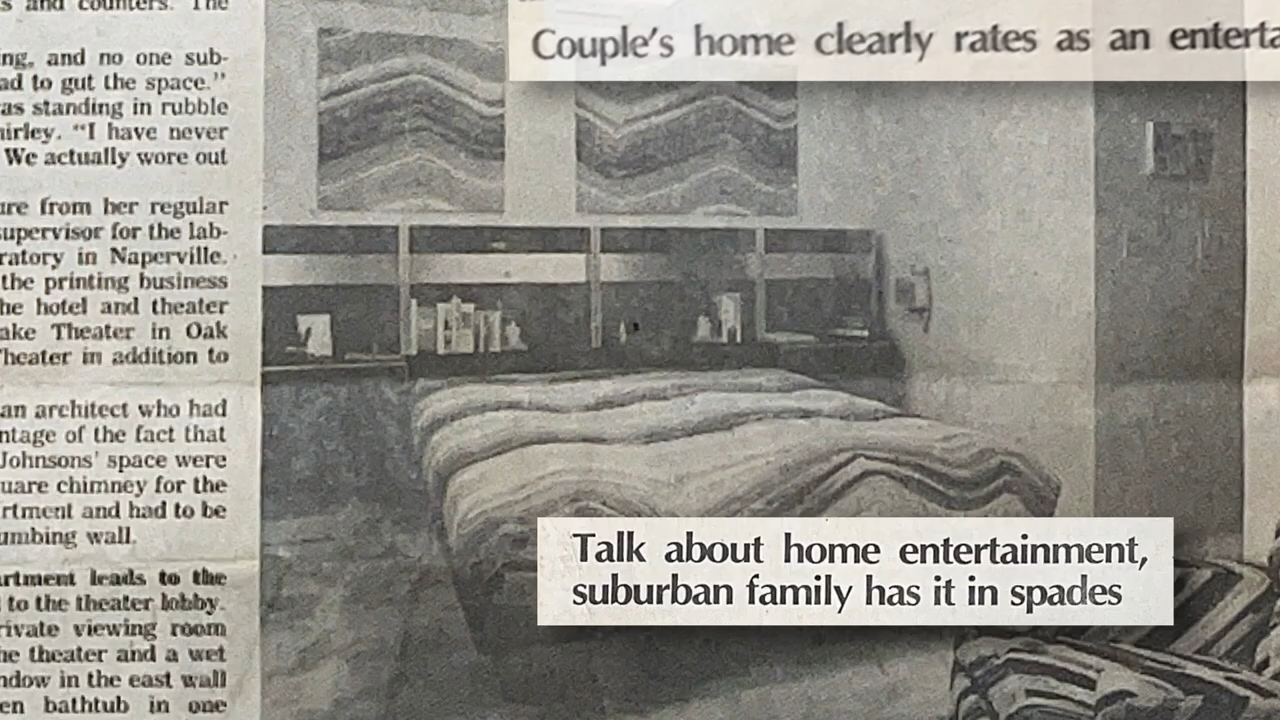 s and counters. The
ng, and no one sub-
ad to gut the space."
as standing in rubble
irley. "I have never
We actually wore out
ure from her regular
supervisor for the lab-
ratory in Naperville.
the printing business
he hotel and theater
ake Theater in Oak
Theater in addition to
an architect who had
ntage of the fact that
Johnsons' space were
uare chimney for the
rtment and had to be
umbing wall.
artment leads to the
to the theater lobby.
rivate viewing room
he theater and a wet
ndow in the east wall
en bathtub in one
Couple's home clearly rates as an enterta
Talk about home entertainment,
suburban family has it in spades